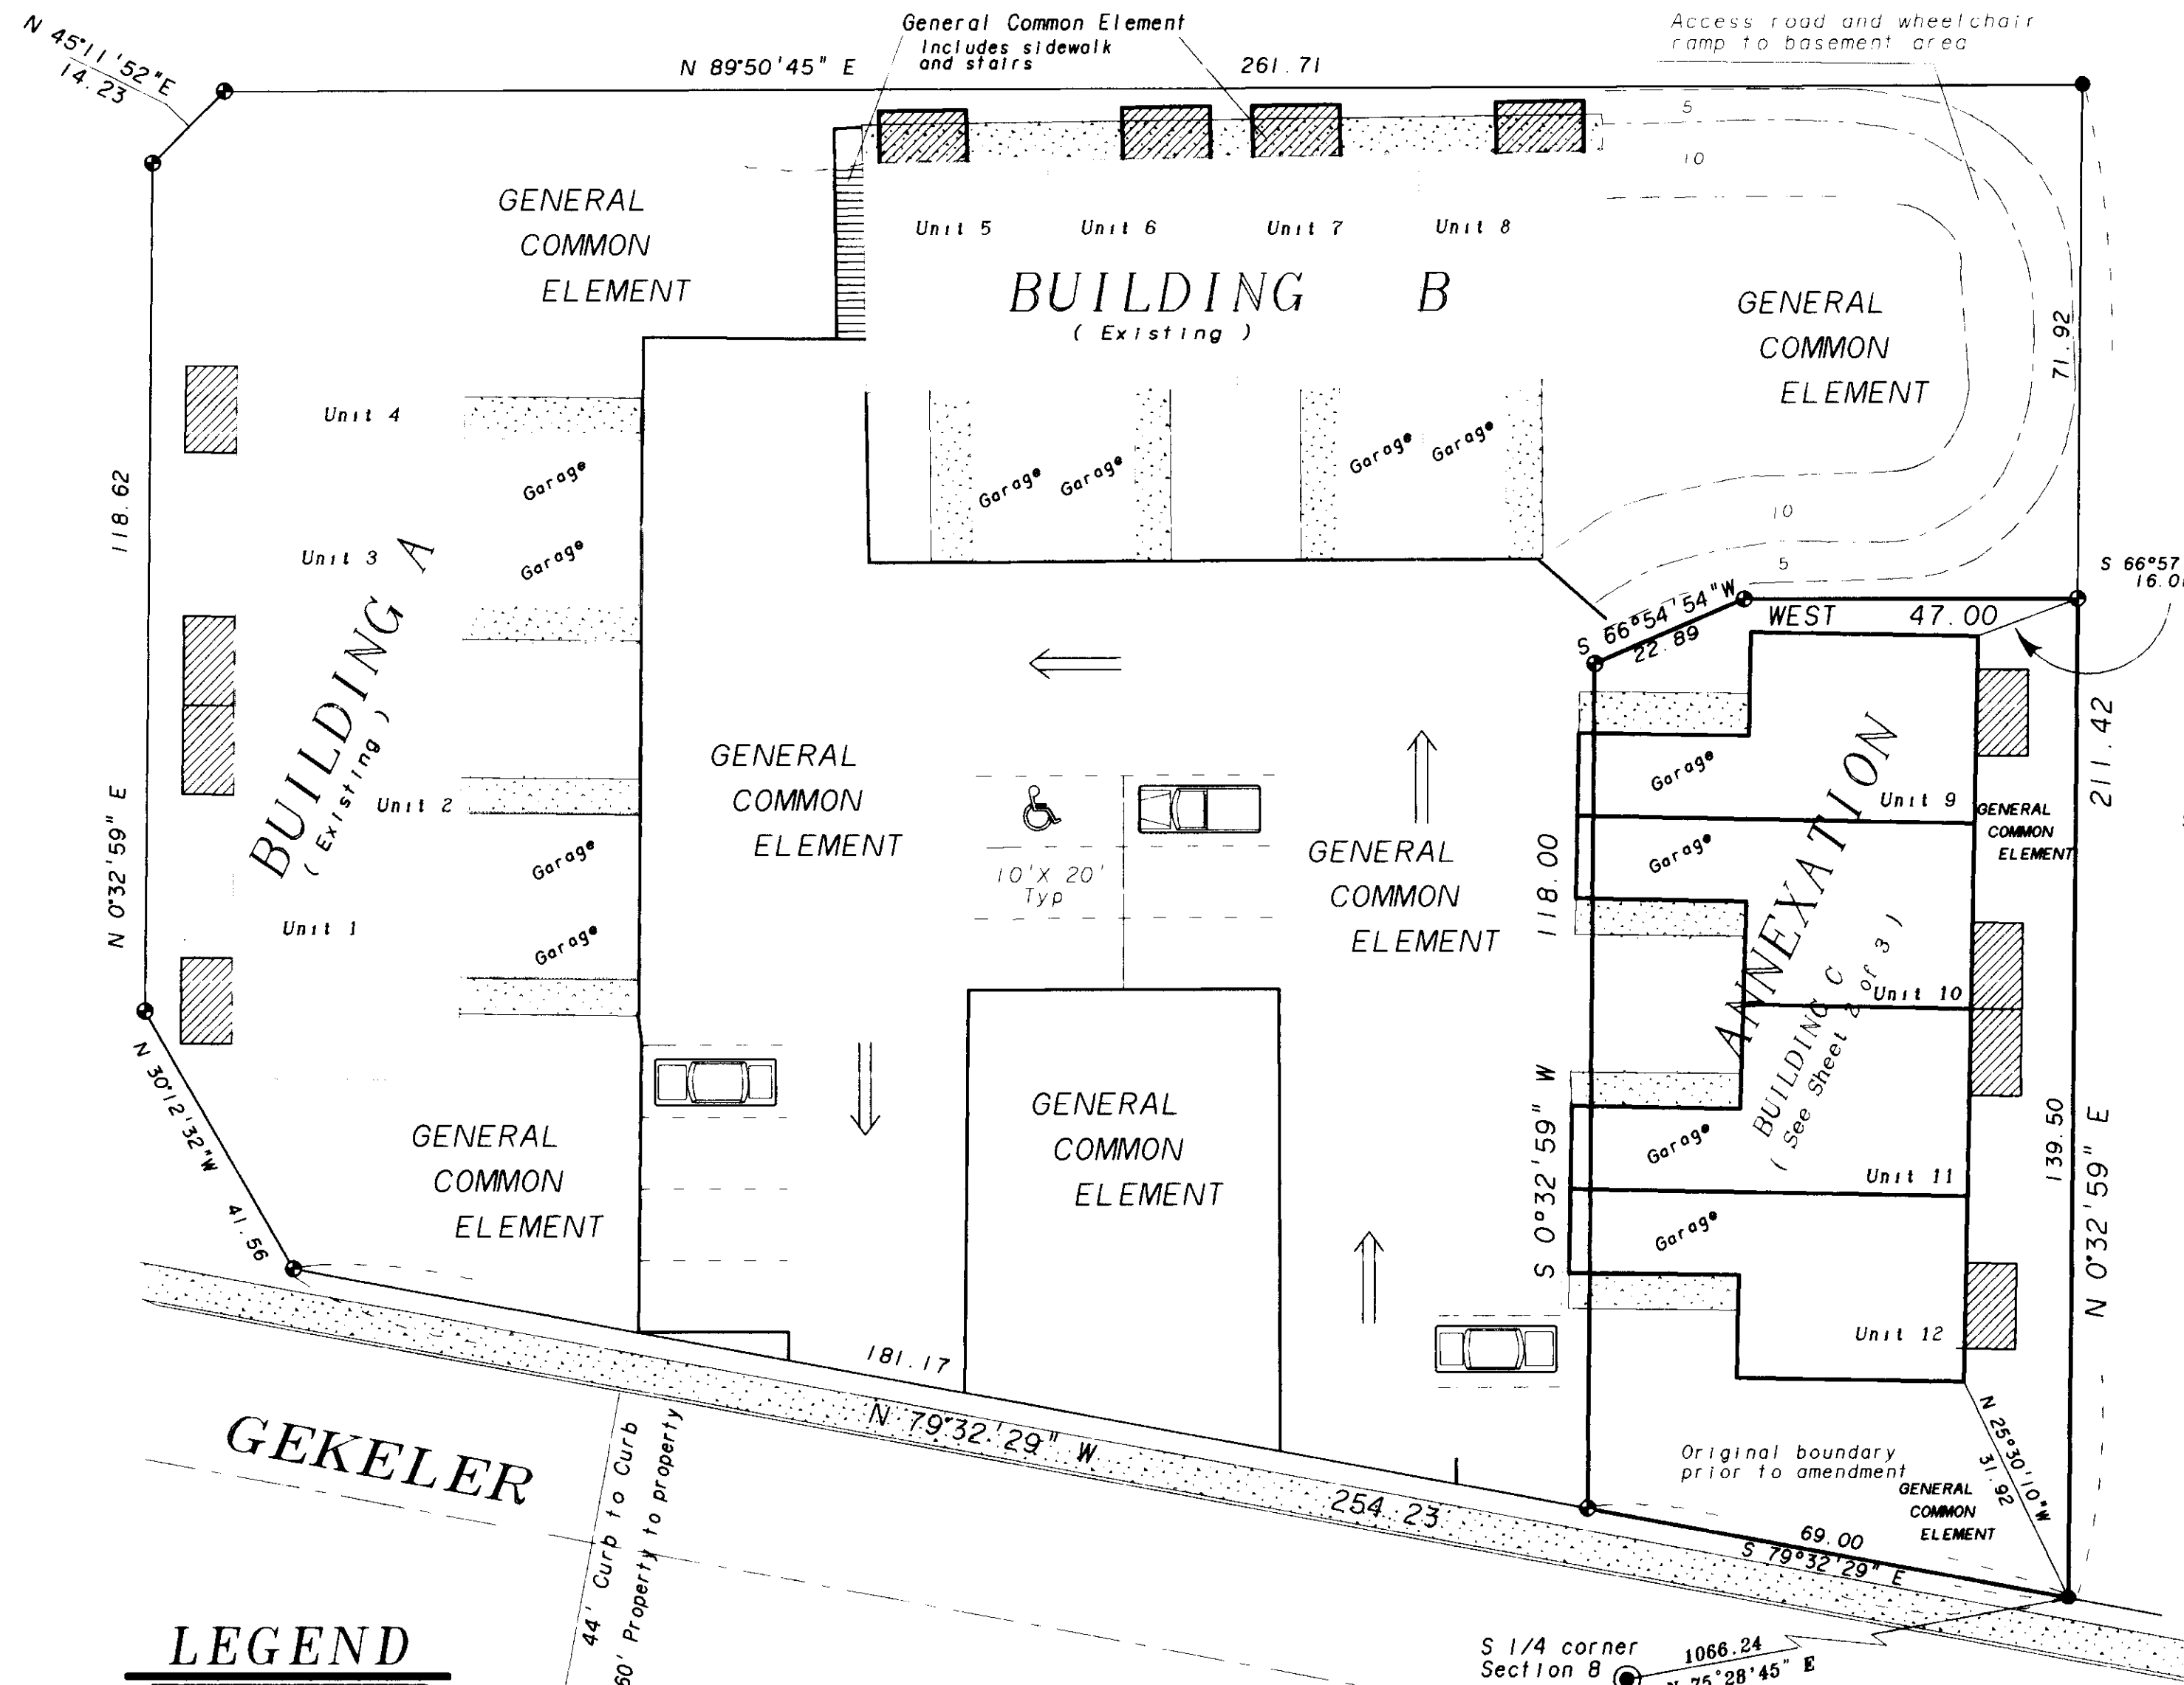 N 45°11'52"E
14.23
General Common Element
Includes sidewalk
and stairs
N 89°50'45" E
261.71
Access road and wheelchair
ramp to basement area
5
10
GENERAL
COMMON
ELEMENT
Unit 5
Unit 6
Unit 7
Unit 8
BUILDING B
( Existing )
GENERAL
COMMON
ELEMENT
71.92
Unit 4
Garage
Garage
Garage
Garage
Garage
118.62
10
5
Unit 3
Garage
S 66°57
16.0
S 66°54'54"W
22.89
WEST 47.00
BUILDING A
( Existing )
211.42
GENERAL
COMMON
ELEMENT
Unit 2
Garage
Garage
Unit 9
GENERAL
COMMON
ELEMENT
N 0°32'59" E
10'X 20'
Typ
GENERAL
COMMON
ELEMENT
118.00
Garage
ANNEXATION
BUILDING C
( See Sheet 2 of 3 )
Unit 1
Garage
Unit 10
N 30°12'32"W
41.56
GENERAL
COMMON
ELEMENT
GENERAL
COMMON
ELEMENT
S 0°32'59" W
Garage
139.50
N 0°32'59" E
Unit 11
Garage
Unit 12
181.17
N 79°32'29" W
254.23
GEKELER
44' Curb to Curb
60' Property to property
Original boundary
prior to amendment
GENERAL
COMMON
ELEMENT
N 25°30'10"W
31.92
69.00
S 79°32'29" E
LEGEND
S 1/4 corner
Section 8
1066.24
N 75°28'45" E